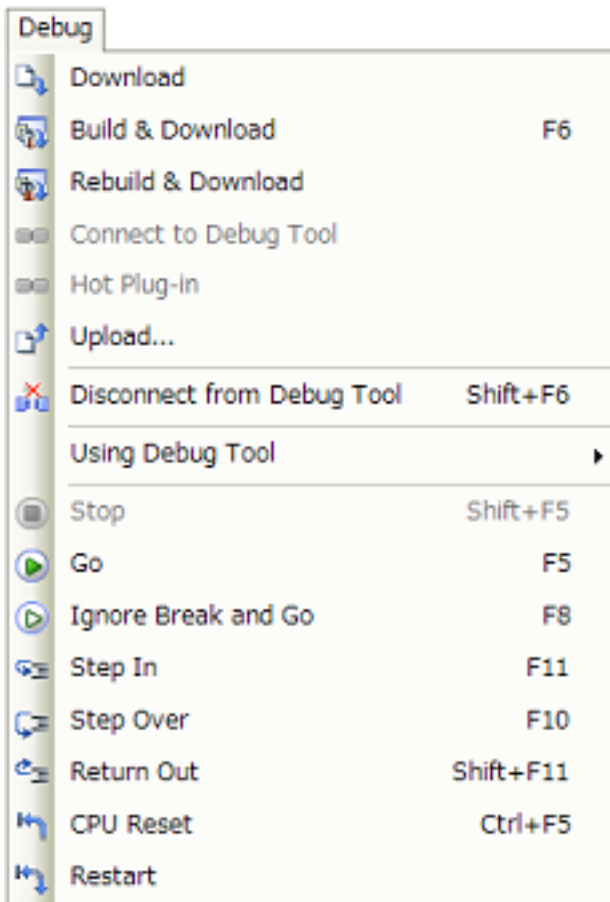 Debug
Download
Build & Download F6
Rebuild & Download
Connect to Debug Tool
Hot Plug-in
Upload...
Disconnect from Debug Tool Shift+F6
Using Debug Tool
Stop Shift+F5
Go F5
Ignore Break and Go F8
Step In F11
Step Over F10
Return Out Shift+F11
CPU Reset Ctrl+F5
Restart